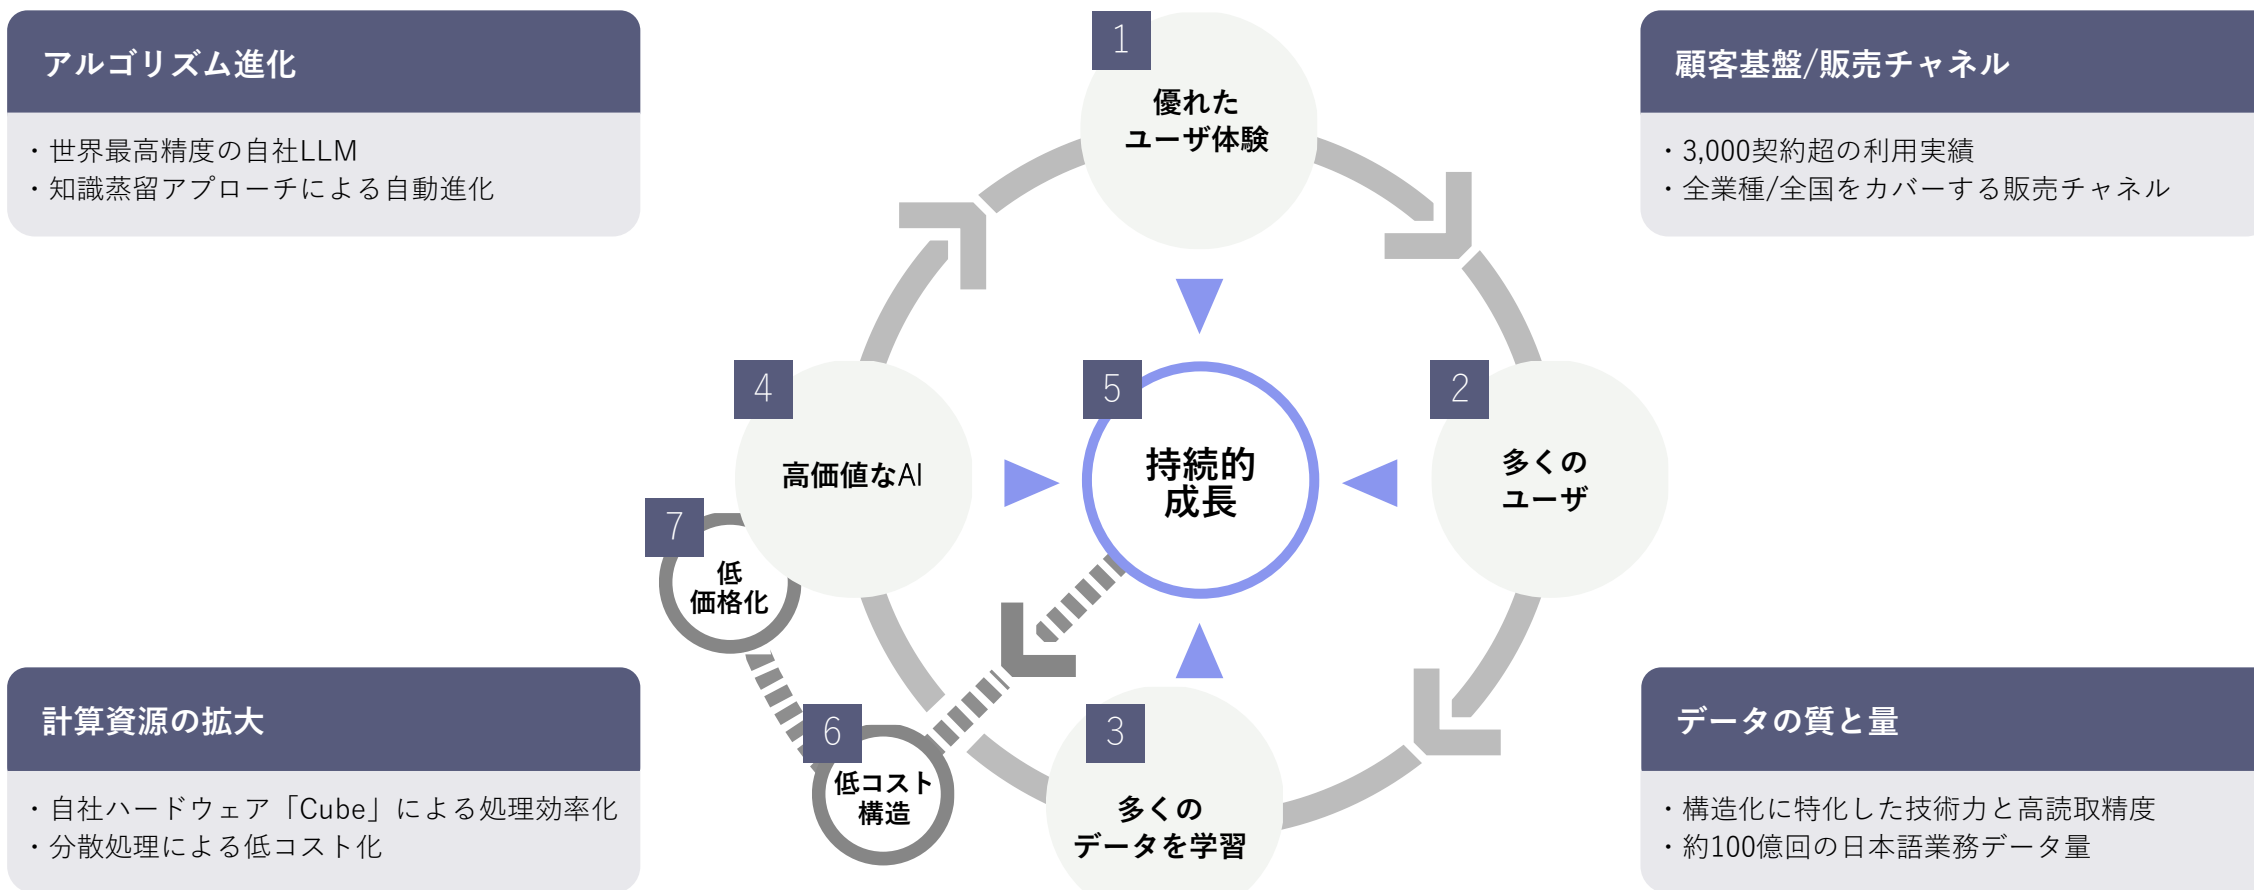 アルゴリズム進化
・世界最高精度の自社LLM
・知識蒸留アプローチによる自動進化
顧客基盤/販売チャネル
・3,000契約超の利用実績
・全業種/全国をカバーする販売チャネル
1
優れた
ユーザ体験
2
多くの
ユーザ
3
多くの
データを学習
4
高価値なAI
5
持続的
成長
6
低コスト
構造
7
低
価格化
計算資源の拡大
・自社ハードウェア「Cube」による処理効率化
・分散処理による低コスト化
データの質と量
・構造化に特化した技術力と高読取精度
・約100億回の日本語業務データ量